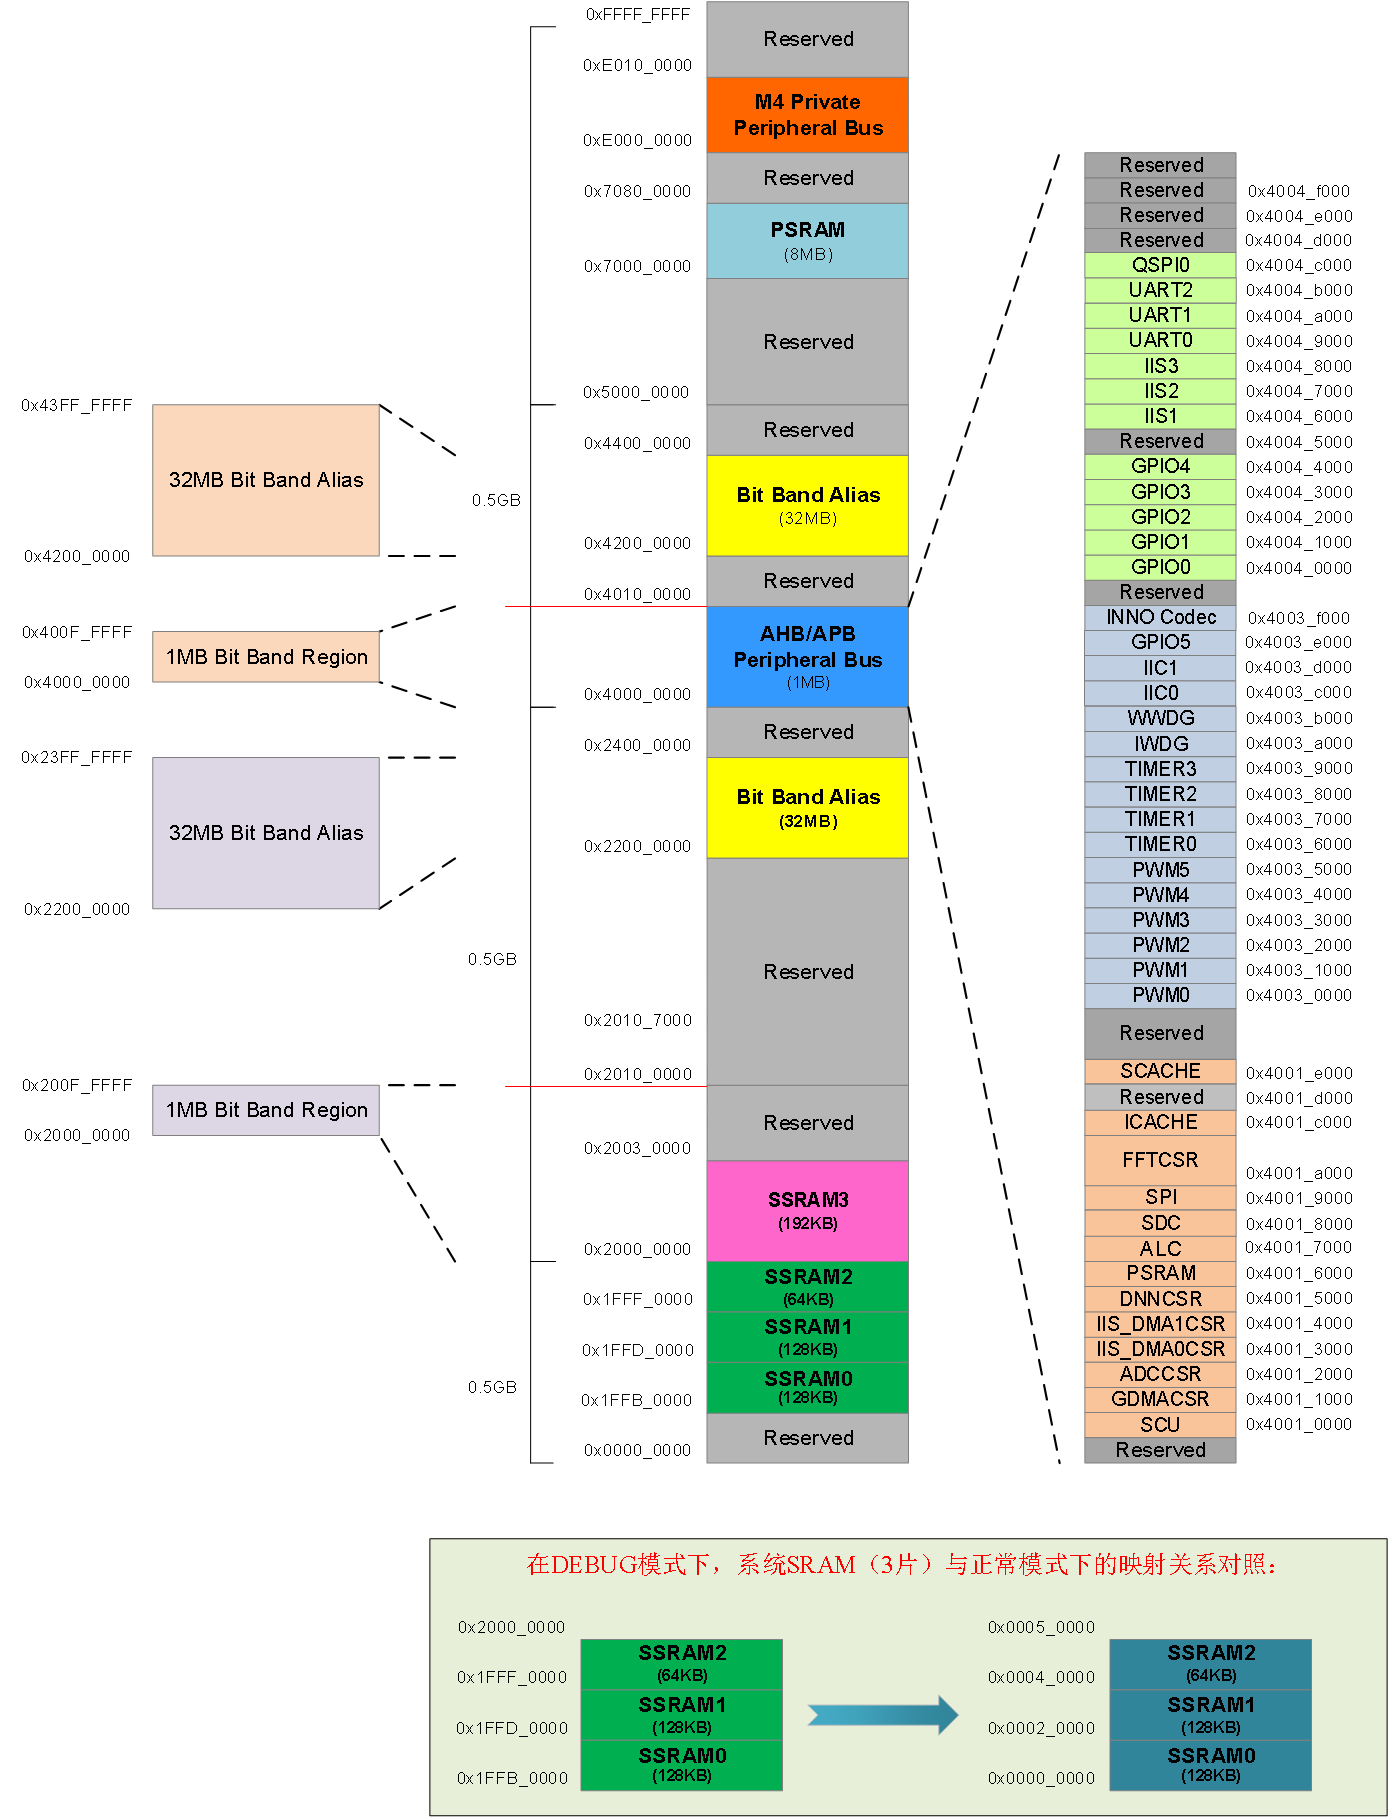 0xFFFF_FFFF
Reserved
0xE010_0000
M4 Private
Peripheral Bus
0xE000_0000
Reserved
0x7080_0000
PSRAM
(8MB)
0x7000_0000
Reserved
0x5000_0000
Reserved
0x4400_0000
Bit Band Alias
(32MB)
0x4200_0000
Reserved
0x4010_0000
AHB/APB
Peripheral Bus
(1MB)
0x4000_0000
Reserved
0x2400_0000
Bit Band Alias
(32MB)
0x2200_0000
Reserved
0x2010_7000
0x2010_0000
Reserved
0x2003_0000
SSRAM3
(192KB)
0x2000_0000
SSRAM2
(64KB)
0x1FFF_0000
SSRAM1
(128KB)
0x1FFD_0000
SSRAM0
(128KB)
0x1FFB_0000
Reserved
0x0000_0000
0.5GB
0.5GB
0.5GB
0x43FF_FFFF
32MB Bit Band Alias
0x4200_0000
0x400F_FFFF
1MB Bit Band Region
0x4000_0000
0x23FF_FFFF
32MB Bit Band Alias
0x2200_0000
0x200F_FFFF
1MB Bit Band Region
0x2000_0000
Reserved
Reserved 0x4004_f000
Reserved 0x4004_e000
Reserved 0x4004_d000
QSPI0 0x4004_c000
UART2 0x4004_b000
UART1 0x4004_a000
UART0 0x4004_9000
IIS3 0x4004_8000
IIS2 0x4004_7000
IIS1 0x4004_6000
Reserved 0x4004_5000
GPIO4 0x4004_4000
GPIO3 0x4004_3000
GPIO2 0x4004_2000
GPIO1 0x4004_1000
GPIO0 0x4004_0000
Reserved
INNO Codec 0x4003_f000
GPIO5 0x4003_e000
IIC1 0x4003_d000
IIC0 0x4003_c000
WWDG 0x4003_b000
IWDG 0x4003_a000
TIMER3 0x4003_9000
TIMER2 0x4003_8000
TIMER1 0x4003_7000
TIMER0 0x4003_6000
PWM5 0x4003_5000
PWM4 0x4003_4000
PWM3 0x4003_3000
PWM2 0x4003_2000
PWM1 0x4003_1000
PWM0 0x4003_0000
Reserved
SCACHE 0x4001_e000
Reserved 0x4001_d000
ICACHE 0x4001_c000
FFTCSR 0x4001_a000
SPI 0x4001_9000
SDC 0x4001_8000
ALC 0x4001_7000
PSRAM 0x4001_6000
DNNCSR 0x4001_5000
IIS_DMA1CSR 0x4001_4000
IIS_DMA0CSR 0x4001_3000
ADCCSR 0x4001_2000
GDMACSR 0x4001_1000
SCU 0x4001_0000
Reserved
在DEBUG模式下，系统SRAM（3片）与正常模式下的映射关系对照：
0x2000_0000
SSRAM2
(64KB)
0x1FFF_0000
SSRAM1
(128KB)
0x1FFD_0000
SSRAM0
(128KB)
0x1FFB_0000
0x0005_0000
SSRAM2
(64KB)
0x0004_0000
SSRAM1
(128KB)
0x0002_0000
SSRAM0
(128KB)
0x0000_0000